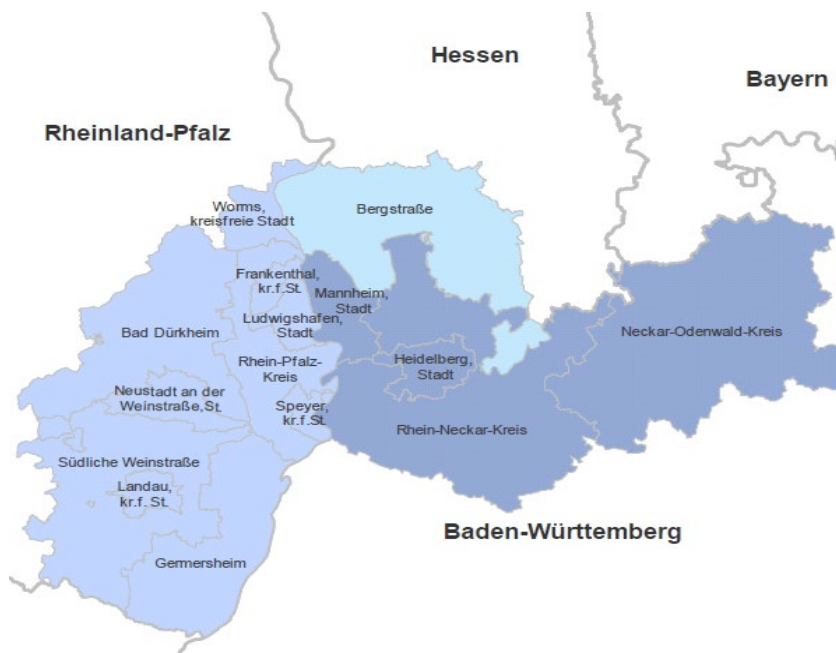 Hessen
Bayern
Rheinland-Pfalz
Worms,
kreisfreie Stadt
Bergstraße
Frankenthal,
kr.f.St.
Mannheim,
Stadt
Ludwigshafen,
Stadt
Bad Dürkheim
Neckar-Odenwald-Kreis
Rhein-Pfalz-
Kreis
Heidelberg,
Stadt
Neustadt an der
Weinstraße,St.
Speyer,
kr.f.St.
Rhein-Neckar-Kreis
Südliche Weinstraße
Landau,
kr.f. St.
Baden-Württemberg
Germersheim